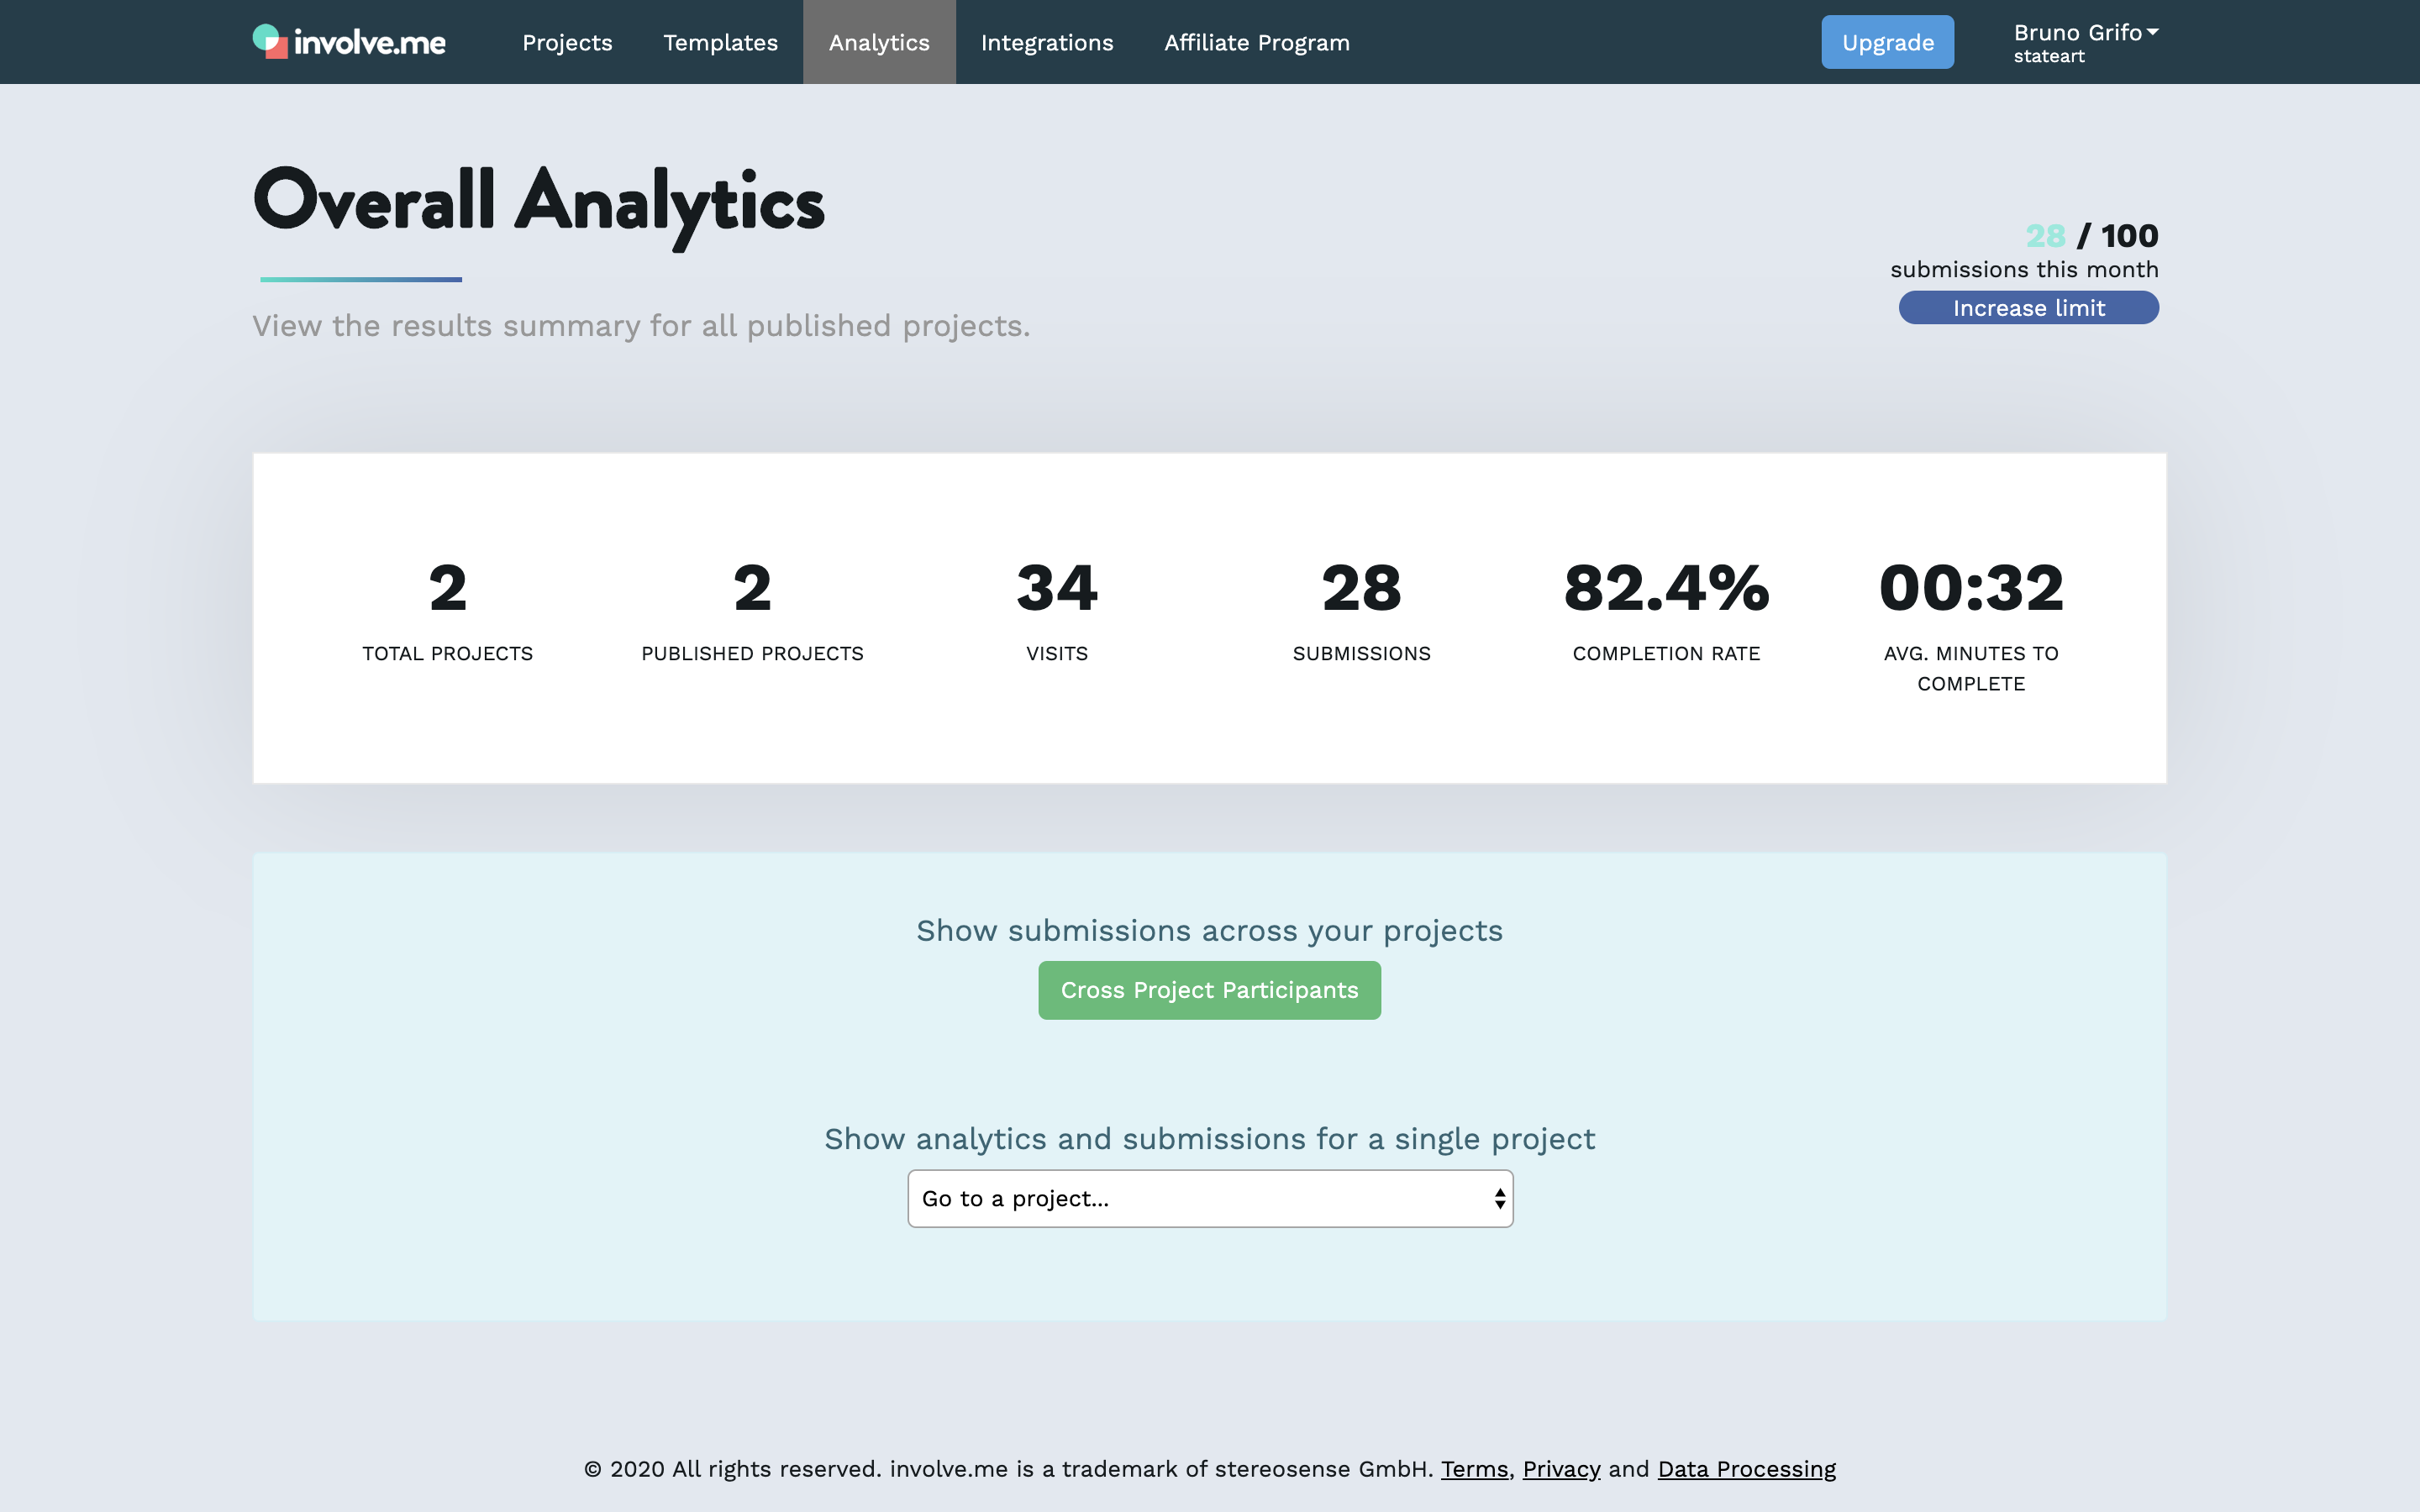 involve.me
Projects
Templates
Analytics
Integrations
Affiliate Program
Upgrade
Bruno Grifo
stateart
Overall Analytics
View the results summary for all published projects.
28 / 100
submissions this month
Increase limit
2
TOTAL PROJECTS
2
PUBLISHED PROJECTS
34
VISITS
28
SUBMISSIONS
82.4%
COMPLETION RATE
00:32
AVG. MINUTES TO
COMPLETE
Show submissions across your projects
Cross Project Participants
Show analytics and submissions for a single project
Go to a project...
© 2020 All rights reserved. involve.me is a trademark of stereosense GmbH. Terms, Privacy and Data Processing